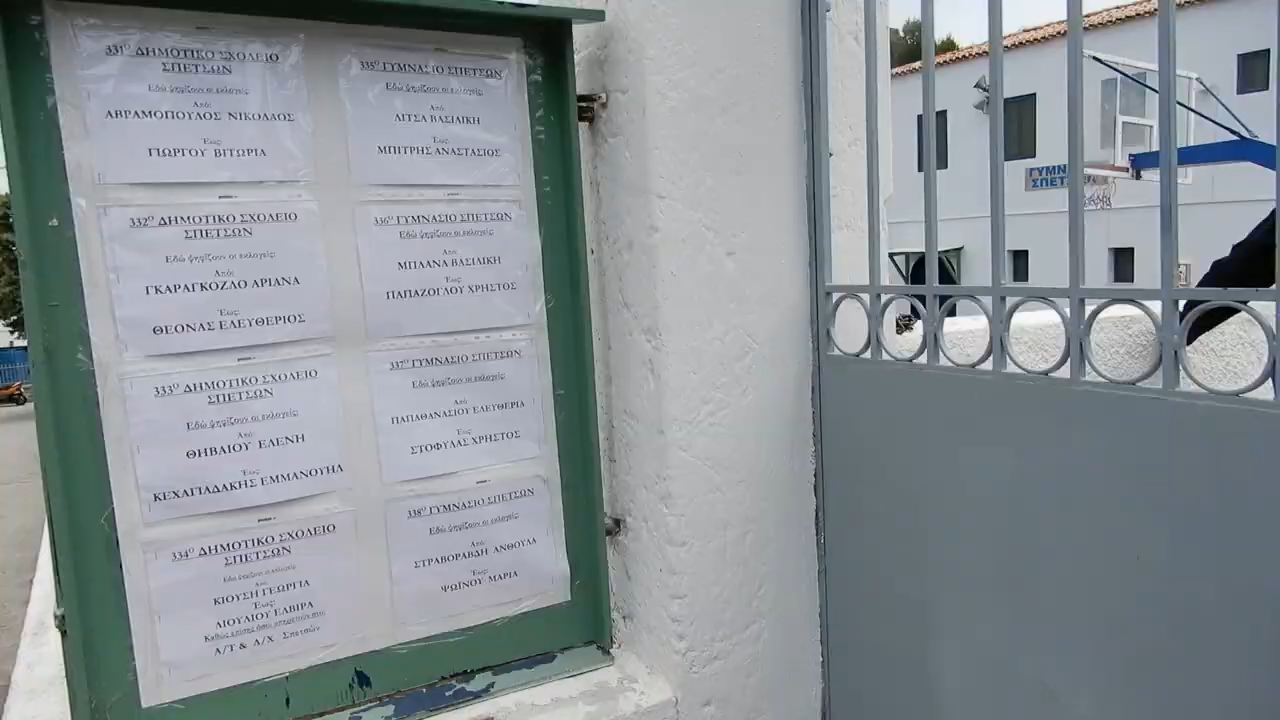 331ο ΔΗΜΟΤΙΚΟ ΣΧΟΛΕΙΟ
ΣΠΕΤΣΩΝ
Εδώ ψηφίζουν οι εκλογείς:
Από:
ΑΒΡΑΜΟΠΟΥΛΟΣ ΝΙΚΟΛΑΟΣ
Έως:
ΓΙΩΡΓΟΥ ΒΙΤΩΡΙΑ
332ο ΔΗΜΟΤΙΚΟ ΣΧΟΛΕΙΟ
ΣΠΕΤΣΩΝ
Εδώ ψηφίζουν οι εκλογείς:
Από:
ΓΚΑΡΑΓΚΟΖΛΟ ΑΡΙΑΝΑ
Έως:
ΘΕΟΝΑΣ ΕΛΕΥΘΕΡΙΟΣ
333ο ΔΗΜΟΤΙΚΟ ΣΧΟΛΕΙΟ
ΣΠΕΤΣΩΝ
Εδώ ψηφίζουν οι εκλογείς:
Από:
ΘΗΒΑΙΟΥ ΕΛΕΝΗ
Έως:
ΚΕΧΑΓΙΑΔΑΚΗΣ ΕΜΜΑΝΟΥΗΛ
334ο ΔΗΜΟΤΙΚΟ ΣΧΟΛΕΙΟ
ΣΠΕΤΣΩΝ
Εδώ ψηφίζουν οι εκλογείς
Από:
ΚΙΟΥΣΗ ΓΕΩΡΓΙΑ
Έως:
ΛΙΟΥΛΙΟΥ ΕΛΒΙΡΑ
Καθώς επίσης όσοι υπηρετούν στο
Α/Τ & Λ/Χ Σπετσών
335ο ΓΥΜΝΑΣΙΟ ΣΠΕΤΣΩΝ
Εδώ ψηφίζουν οι εκλογείς:
Από:
ΛΙΤΣΑ ΒΑΣΙΛΙΚΗ
Έως:
ΜΠΙΤΡΗΣ ΑΝΑΣΤΑΣΙΟΣ
336ο ΓΥΜΝΑΣΙΟ ΣΠΕΤΣΩΝ
Εδώ ψηφίζουν οι εκλογείς:
Από:
ΜΠΛΑΝΑ ΒΑΣΙΛΙΚΗ
Έως:
ΠΑΠΑΖΟΓΛΟΥ ΧΡΗΣΤΟΣ
337ο ΓΥΜΝΑΣΙΟ ΣΠΕΤΣΩΝ
Εδώ ψηφίζουν οι εκλογείς:
Από
ΠΑΠΑΘΑΝΑΣΙΟΥ ΕΛΕΥΘΕΡΙΑ
Έως:
ΣΤΟΦΥΛΑΣ ΧΡΗΣΤΟΣ
338ο ΓΥΜΝΑΣΙΟ ΣΠΕΤΣΩΝ
Εδώ ψηφίζουν οι εκλογείς:
Από:
ΣΤΡΑΒΟΡΑΒΔΗ ΑΝΘΟΥΛΑ
Έως:
ΨΩΪΝΟΥ ΜΑΡΙΑ
ΓΥΜΝ
ΣΠΕΤ